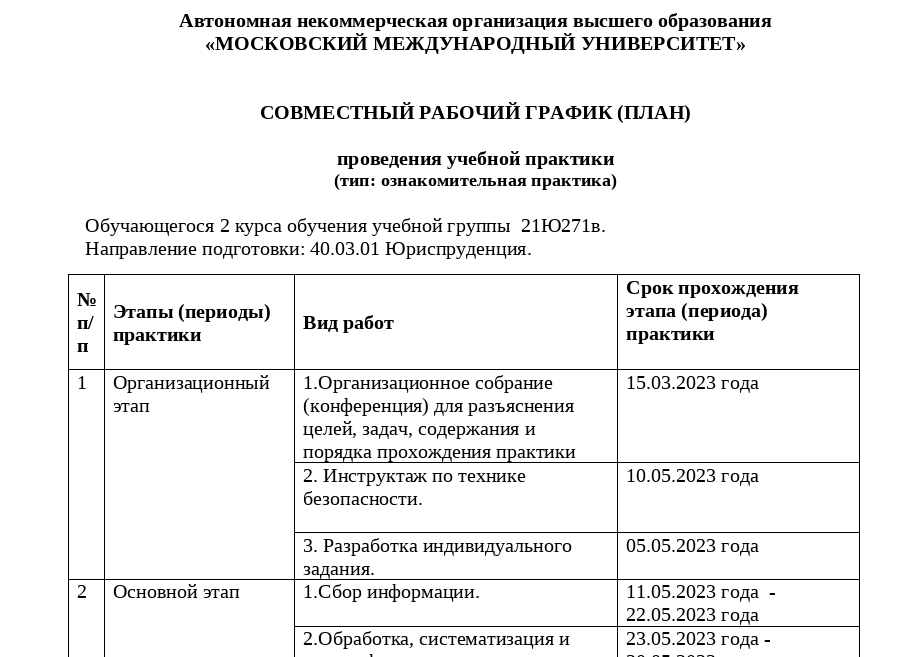 Автономная некоммерческая организация высшего образования
«МОСКОВСКИЙ МЕЖДУНАРОДНЫЙ УНИВЕРСИТЕТ»
СОВМЕСТНЫЙ РАБОЧИЙ ГРАФИК (ПЛАН)
проведения учебной практики
(тип: ознакомительная практика)
Обучающегося 2 курса обучения учебной группы 21Ю271в.
Направление подготовки: 40.03.01 Юриспруденция.
№
п/
п
Этапы (периоды)
практики
Вид работ
Срок прохождения
этапа (периода)
практики
1
Организационный
этап
1.Организационное собрание
(конференция) для разъяснения
целей, задач, содержания и
порядка прохождения практики
15.03.2023 года
2. Инструктаж по технике
безопасности.
10.05.2023 года
3. Разработка индивидуального
задания.
05.05.2023 года
2
Основной этап
1.Сбор информации.
11.05.2023 года -
22.05.2023 года
2.Обработка, систематизация и
23.05.2023 года -